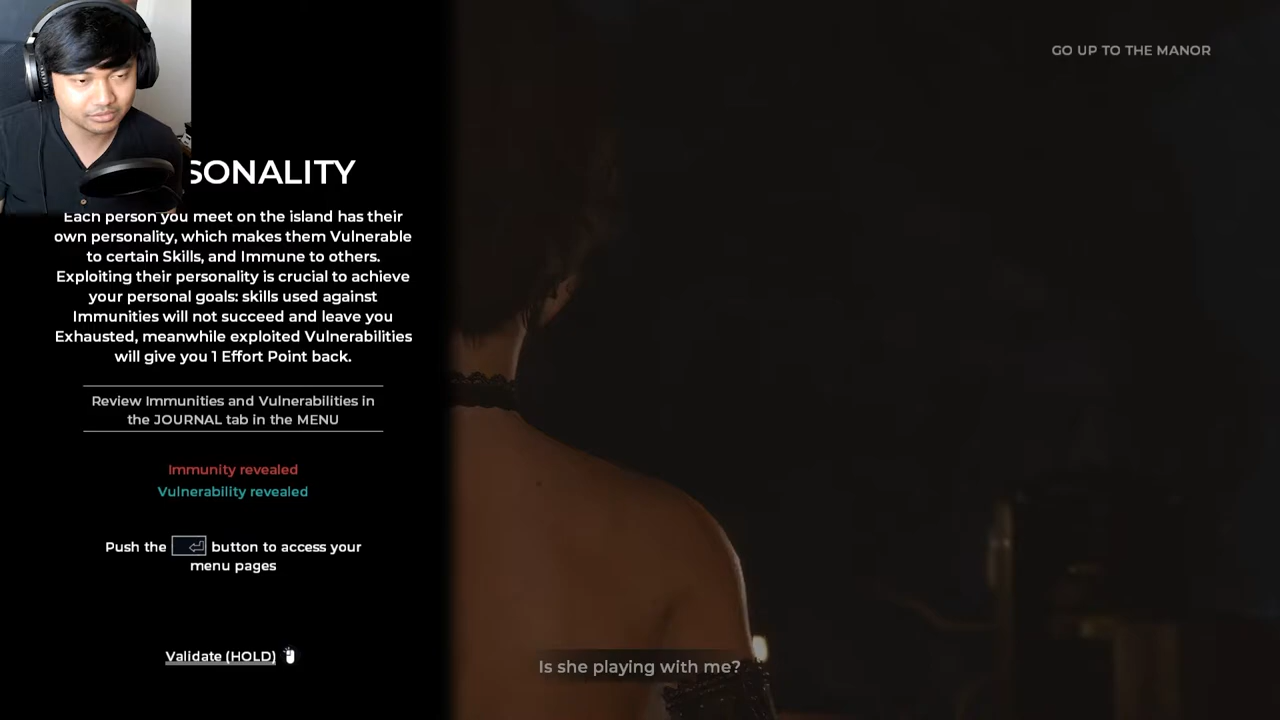 GO UP TO THE MANOR
SONALITY
Each person you meet on the island has their
own personality, which makes them Vulnerable
to certain Skills, and Immune to others.
Exploiting their personality is crucial to achieve
your personal goals: skills used against
Immunities will not succeed and leave you
Exhausted, meanwhile exploited Vulnerabilities
will give you 1 Effort Point back.
Review Immunities and Vulnerabilities in
the JOURNAL tab in the MENU
Immunity revealed
Vulnerability revealed
Push the button to access your
menu pages
Validate (HOLD)
Is she playing with me?